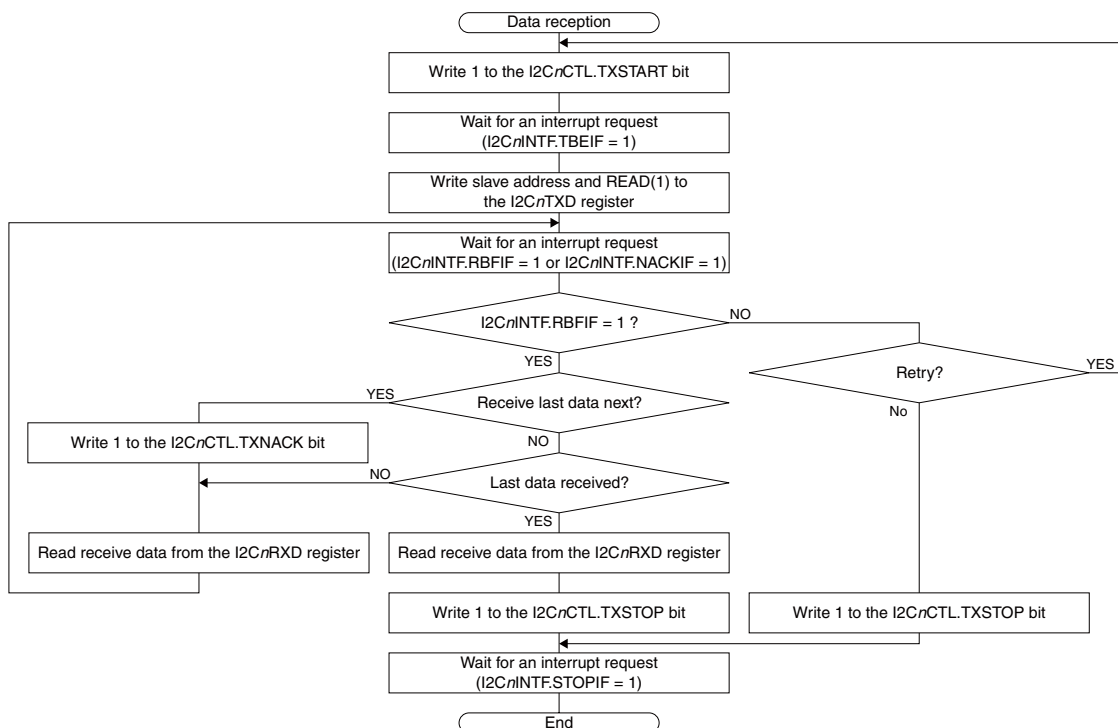 Data reception
Write 1 to the I2CnCTL.TXSTART bit
Wait for an interrupt request
(I2CnINTF.TBEIF = 1)
Write slave address and READ(1) to
the I2CnTXD register
Wait for an interrupt request
(I2CnINTF.RBFIF = 1 or I2CnINTF.NACKIF = 1)
I2CnINTF.RBFIF = 1 ?
NO
YES
Retry?
YES
No
YES
Receive last data next?
Write 1 to the I2CnCTL.TXNACK bit
NO
NO
Last data received?
YES
Read receive data from the I2CnRXD register
Read receive data from the I2CnRXD register
Write 1 to the I2CnCTL.TXSTOP bit
Write 1 to the I2CnCTL.TXSTOP bit
Wait for an interrupt request
(I2CnINTF.STOPIF = 1)
End